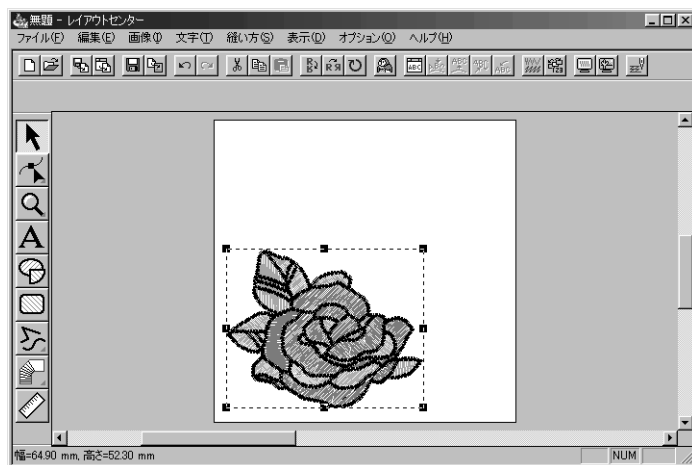 無題 - レイアウトセンター
ファイル(F) 編集(E) 画像(I) 文字(T) 縫い方(S) 表示(D) オプション(O) ヘルプ(H)
A
幅=64.90 mm, 高さ=52.30 mm NUM